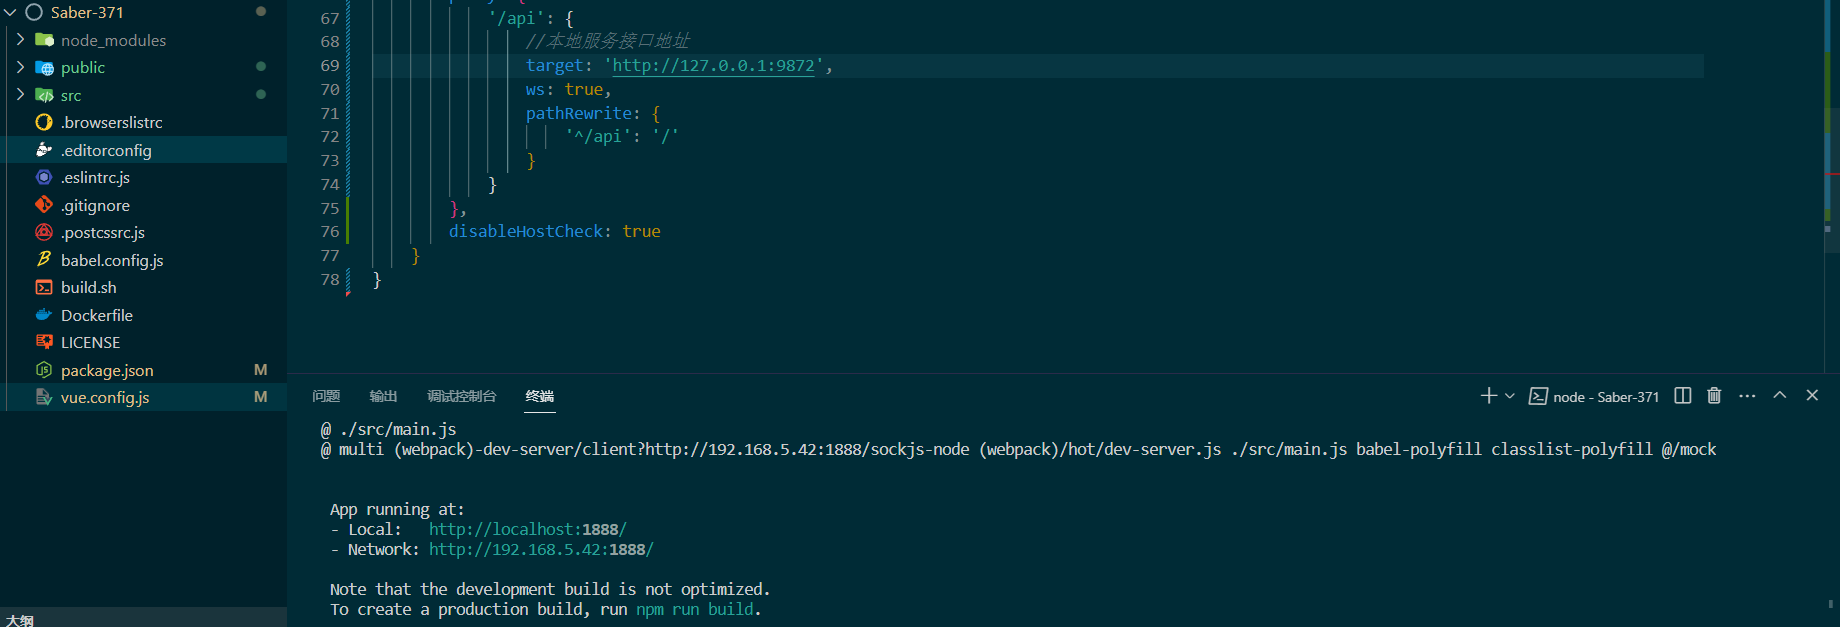 Saber-371
node_modules
public
src
.browserslistrc
.editorconfig
.eslintrc.js
.gitignore
.postcssrc.js
babel.config.js
build.sh
Dockerfile
LICENSE
package.json M
vue.config.js M
大纲
67 '/api': {
68 //本地服务接口地址
69 target: 'http://127.0.0.1:9872',
70 ws: true,
71 pathRewrite: {
72 '^/api': '/'
73 }
74 }
75 },
76 disableHostCheck: true
77 }
78 }
问题 输出 调试控制台 终端 node - Saber-371
@ ./src/main.js
@ multi (webpack)-dev-server/client?http://192.168.5.42:1888/sockjs-node (webpack)/hot/dev-server.js ./src/main.js babel-polyfill classlist-polyfill @/mock
App running at:
- Local: http://localhost:1888/
- Network: http://192.168.5.42:1888/
Note that the development build is not optimized.
To create a production build, run npm run build.